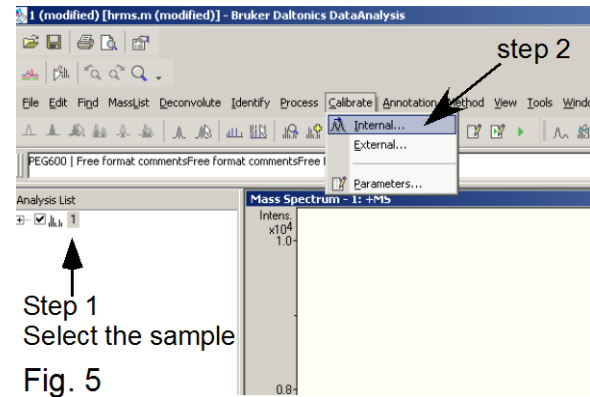 1 (modified) [hrms.m (modified)] - Bruker Daltonics DataAnalysis
step 2
File Edit Find MassList Deconvolute Identify Process Calibrate Annotation Method View Tools
Internal...
External...
Parameters...
PEG600 | Free format commentsFree format commentsFree
Analysis List
Mass Spectrum - 1: +MS
1
Intens.
x104
1.0
Step 1
Select the sample
Fig. 5
0.8